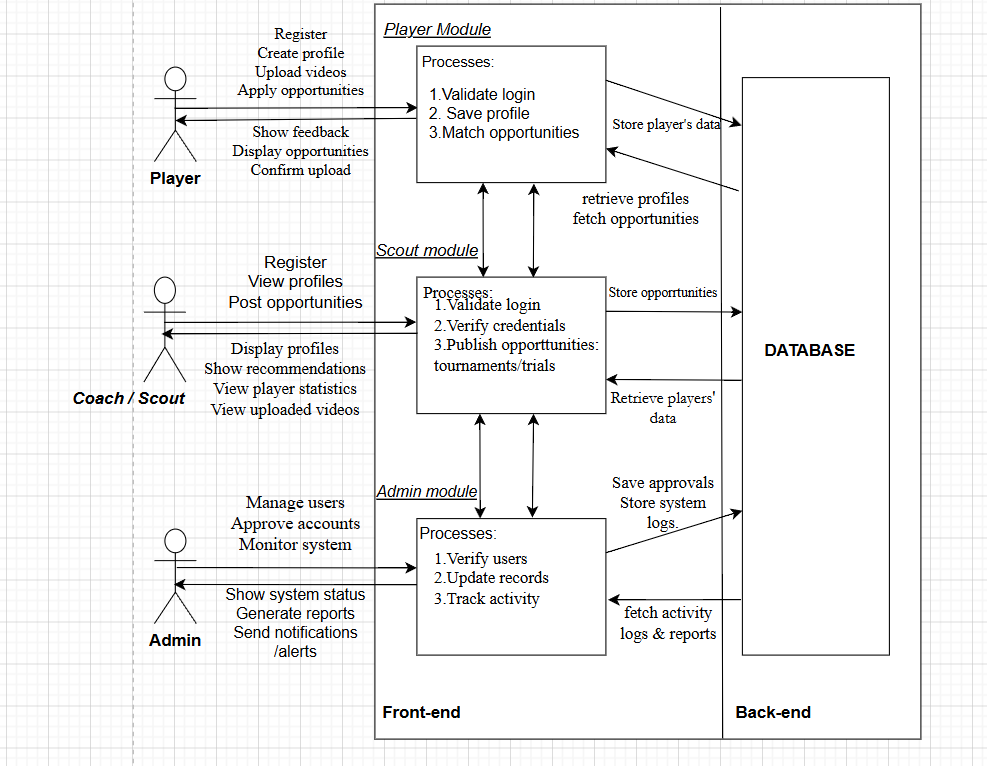 Register
Create profile
Upload videos
Apply opportunities
Show feedback
Display opportunities
Confirm upload
Player
Player Module
Processes:
1.Validate login
2. Save profile
3.Match opportunities
Store player's data
retrieve profiles
fetch opportunities
Register
View profiles
Post opportunities
Display profiles
Show recommendations
View player statistics
View uploaded videos
Coach / Scout
Scout module
Processes:
1.Validate login
2.Verify credentials
3.Publish opporttunities:
tournaments/trials
Store opporrtunities
Retrieve players'
data
DATABASE
Manage users
Approve accounts
Monitor system
Show system status
Generate reports
Send notifications
/alerts
Admin
Admin module
Processes:
1.Verify users
2.Update records
3.Track activity
Save approvals
Store system
logs.
fetch activity
logs & reports
Front-end
Back-end